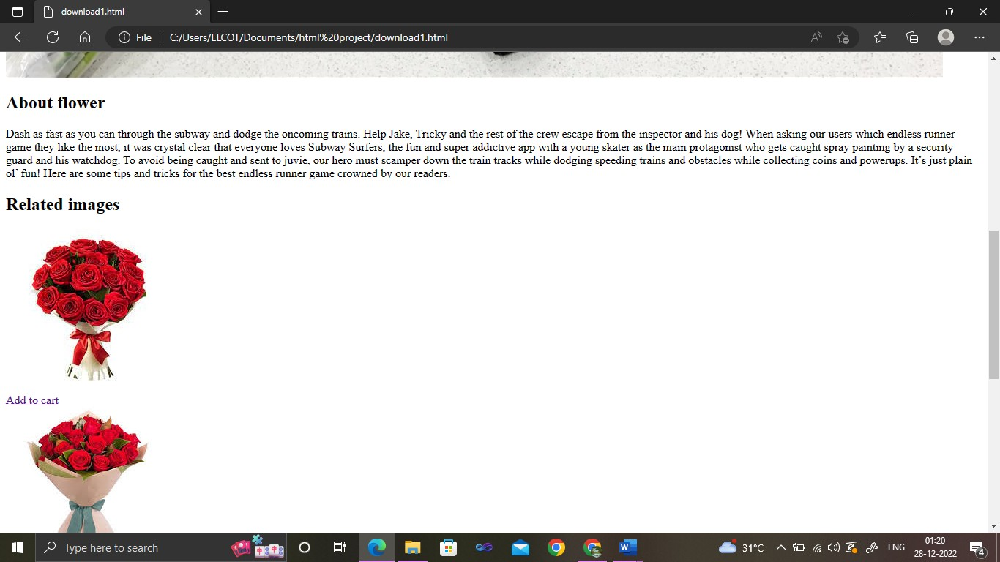 download1.html
File
C:/Users/ELCOT/Documents/html%20project/download1.html
About flower
Dash as fast as you can through the subway and dodge the oncoming trains. Help Jake, Tricky and the rest of the crew escape from the inspector and his dog! When asking our users which endless runner
game they like the most, it was crystal clear that everyone loves Subway Surfers, the fun and super addictive app with a young skater as the main protagonist who gets caught spray painting by a security
guard and his watchdog. To avoid being caught and sent to juvie, our hero must scamper down the train tracks while dodging speeding trains and obstacles while collecting coins and powerups. It’s just plain
ol’ fun! Here are some tips and tricks for the best endless runner game crowned by our readers.
Related images
Add to cart
Type here to search
31°C
ENG
01:20
28-12-2022
4